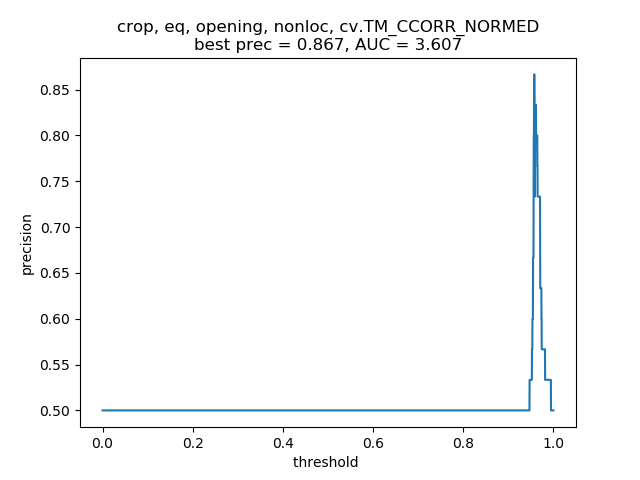 crop, eq, opening, nonloc, cv.TM_CCORR_NORMED
best prec = 0.867, AUC = 3.607
0.85
0.80
0.75
0.70
0.65
0.60
0.55
0.50
precision
0.0 0.2 0.4 0.6 0.8 1.0
threshold